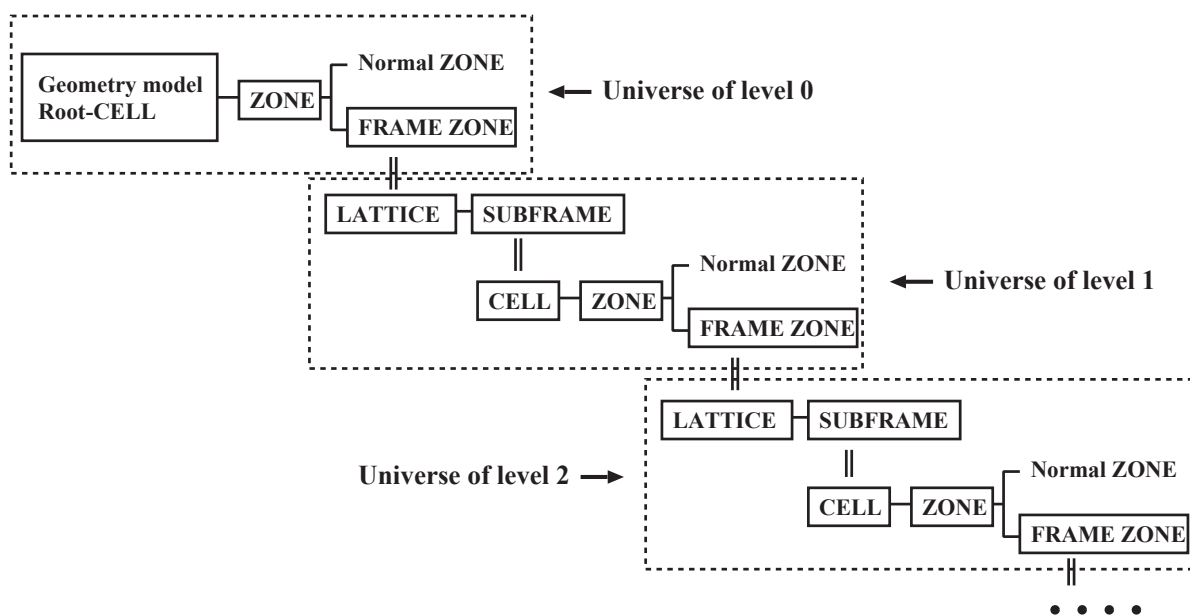 Geometry model
Root-CELL
ZONE
Normal ZONE
FRAME ZONE
Universe of level 0
LATTICE
SUBFRAME
CELL
ZONE
Normal ZONE
FRAME ZONE
Universe of level 1
LATTICE
SUBFRAME
Universe of level 2
CELL
ZONE
Normal ZONE
FRAME ZONE